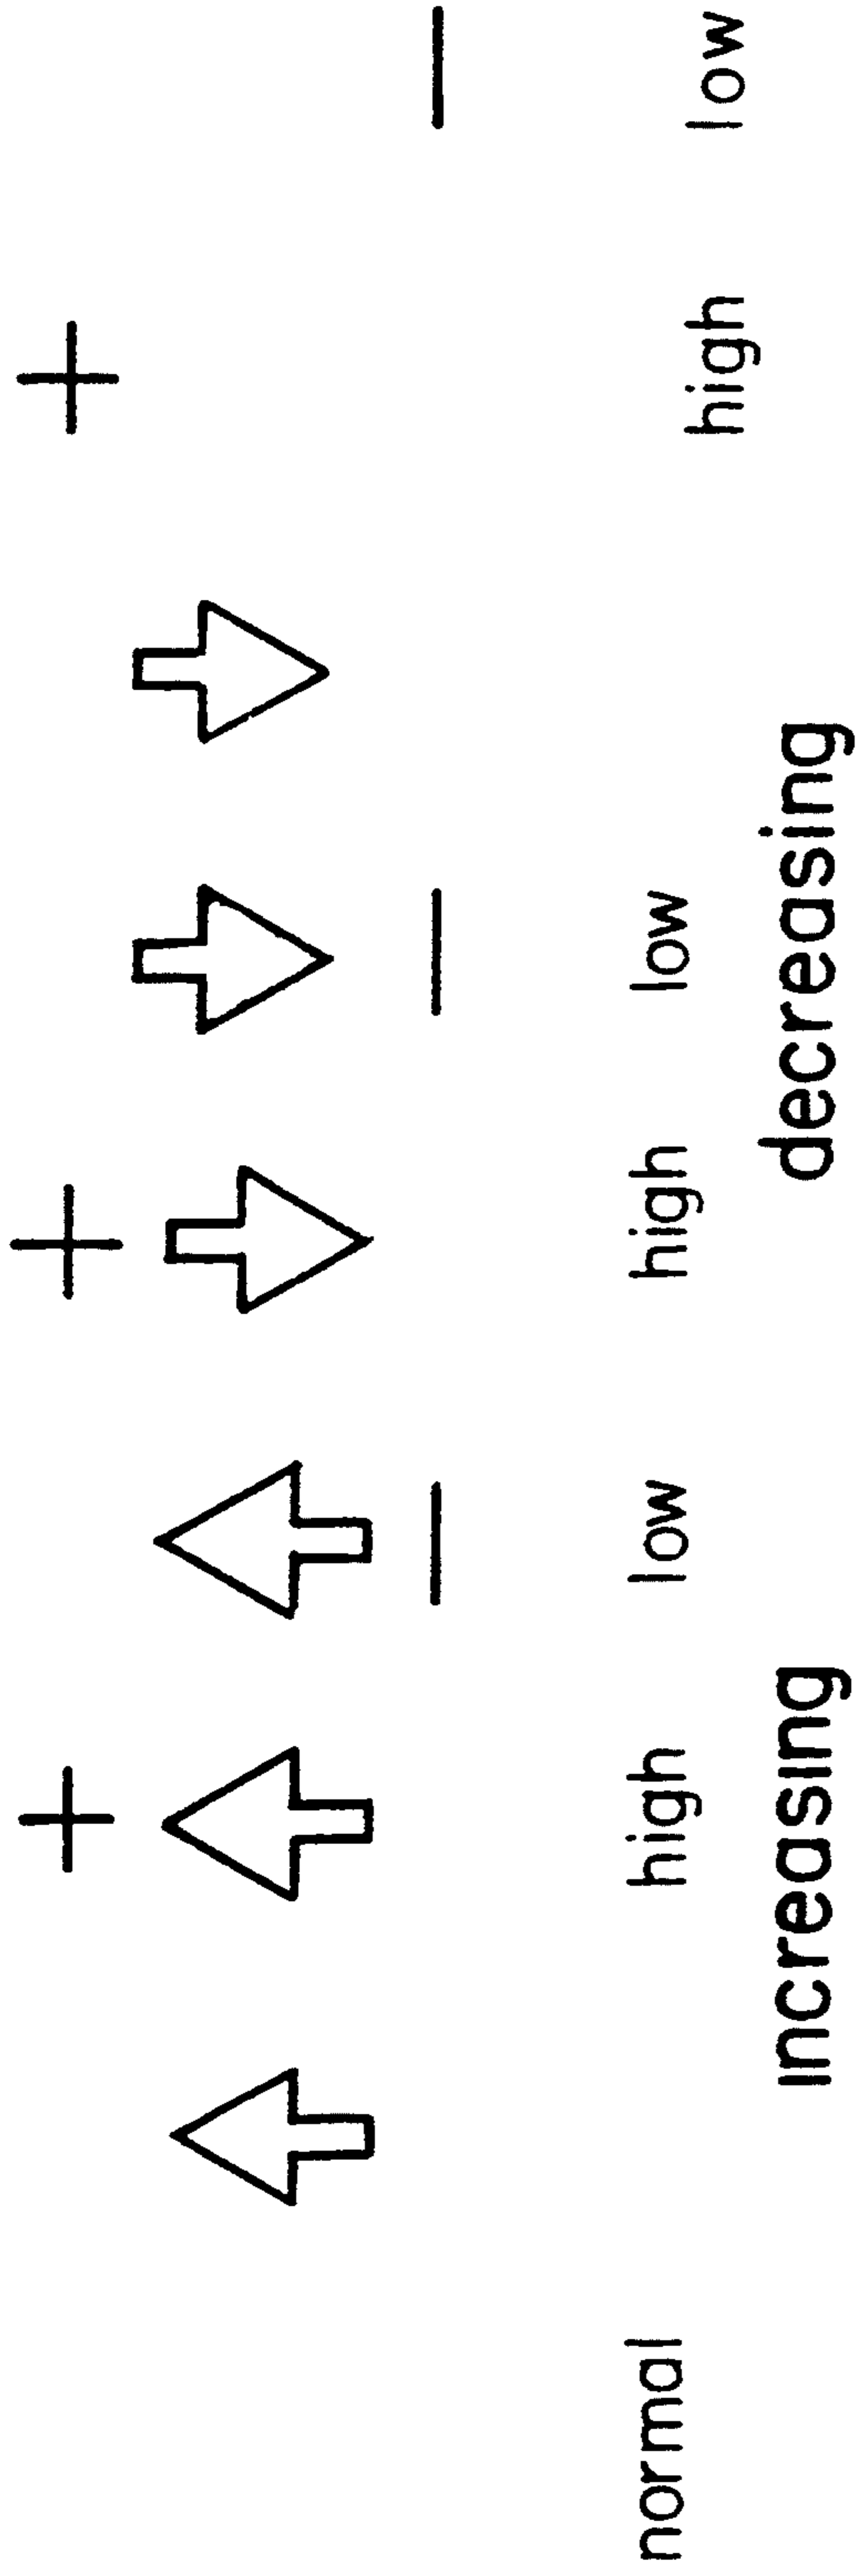 + + +
− − −
normal high low high low
high low
increasing decreasing